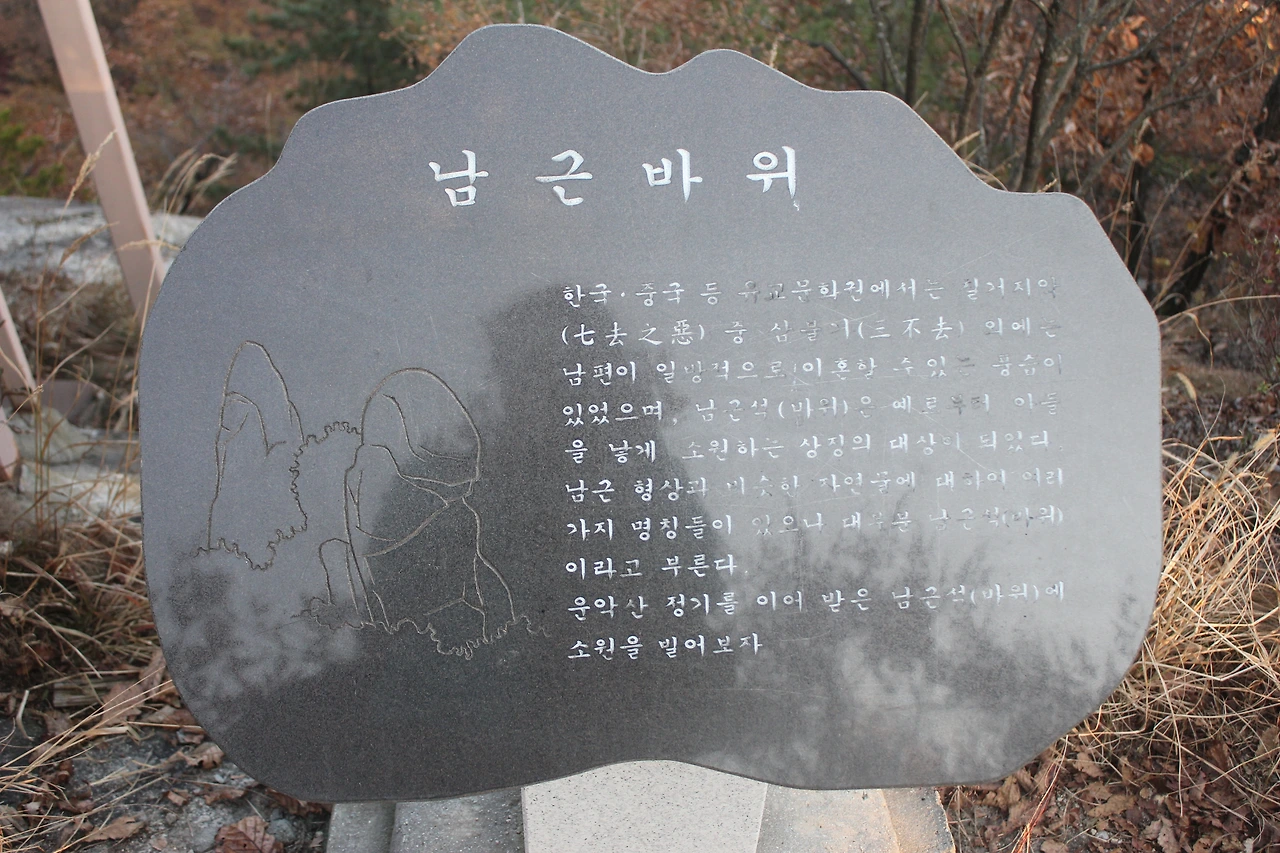 남근바위
한국·중국 등 유교문화권에서는 칠거지악
(七去之惡) 중 삼불거(三不去) 외에는
남편이 일방적으로 이혼할 수 있는 풍습이
있었으며, 남근석(바위)은 예로부터 아들
을 낳게 소원하는 상징의 대상이 되었다
남근 형상과 비슷한 자연물에 대하여 여러
가지 명칭들이 있으나 대부분 남근석(바위)
이라고 부른다.
운악산 정기를 이어 받은 남근석(바위)에
소원을 빌어보자